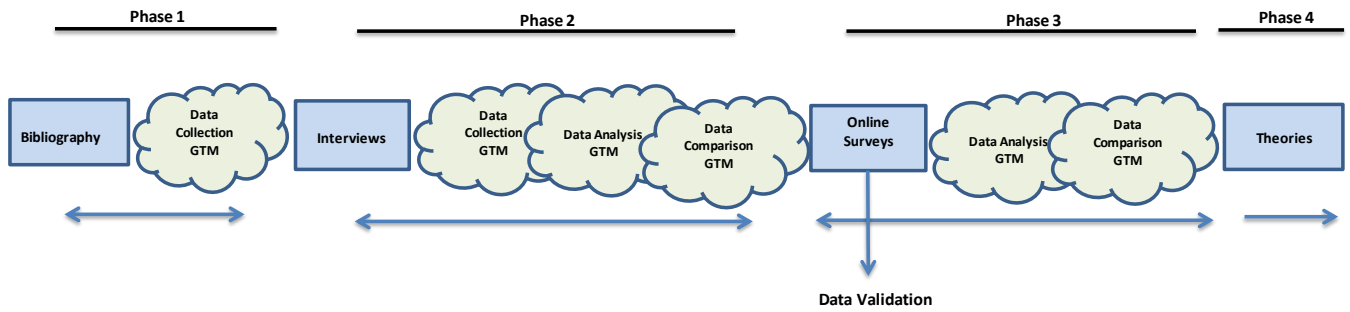 Phase 1
Phase 2
Phase 3
Phase 4
Bibliography
Data
Collection
GTM
Interviews
Data
Collection
GTM
Data Analysis
GTM
Data
Comparison
GTM
Online
Surveys
Data Analysis
GTM
Data
Comparison
GTM
Theories
Data Validation